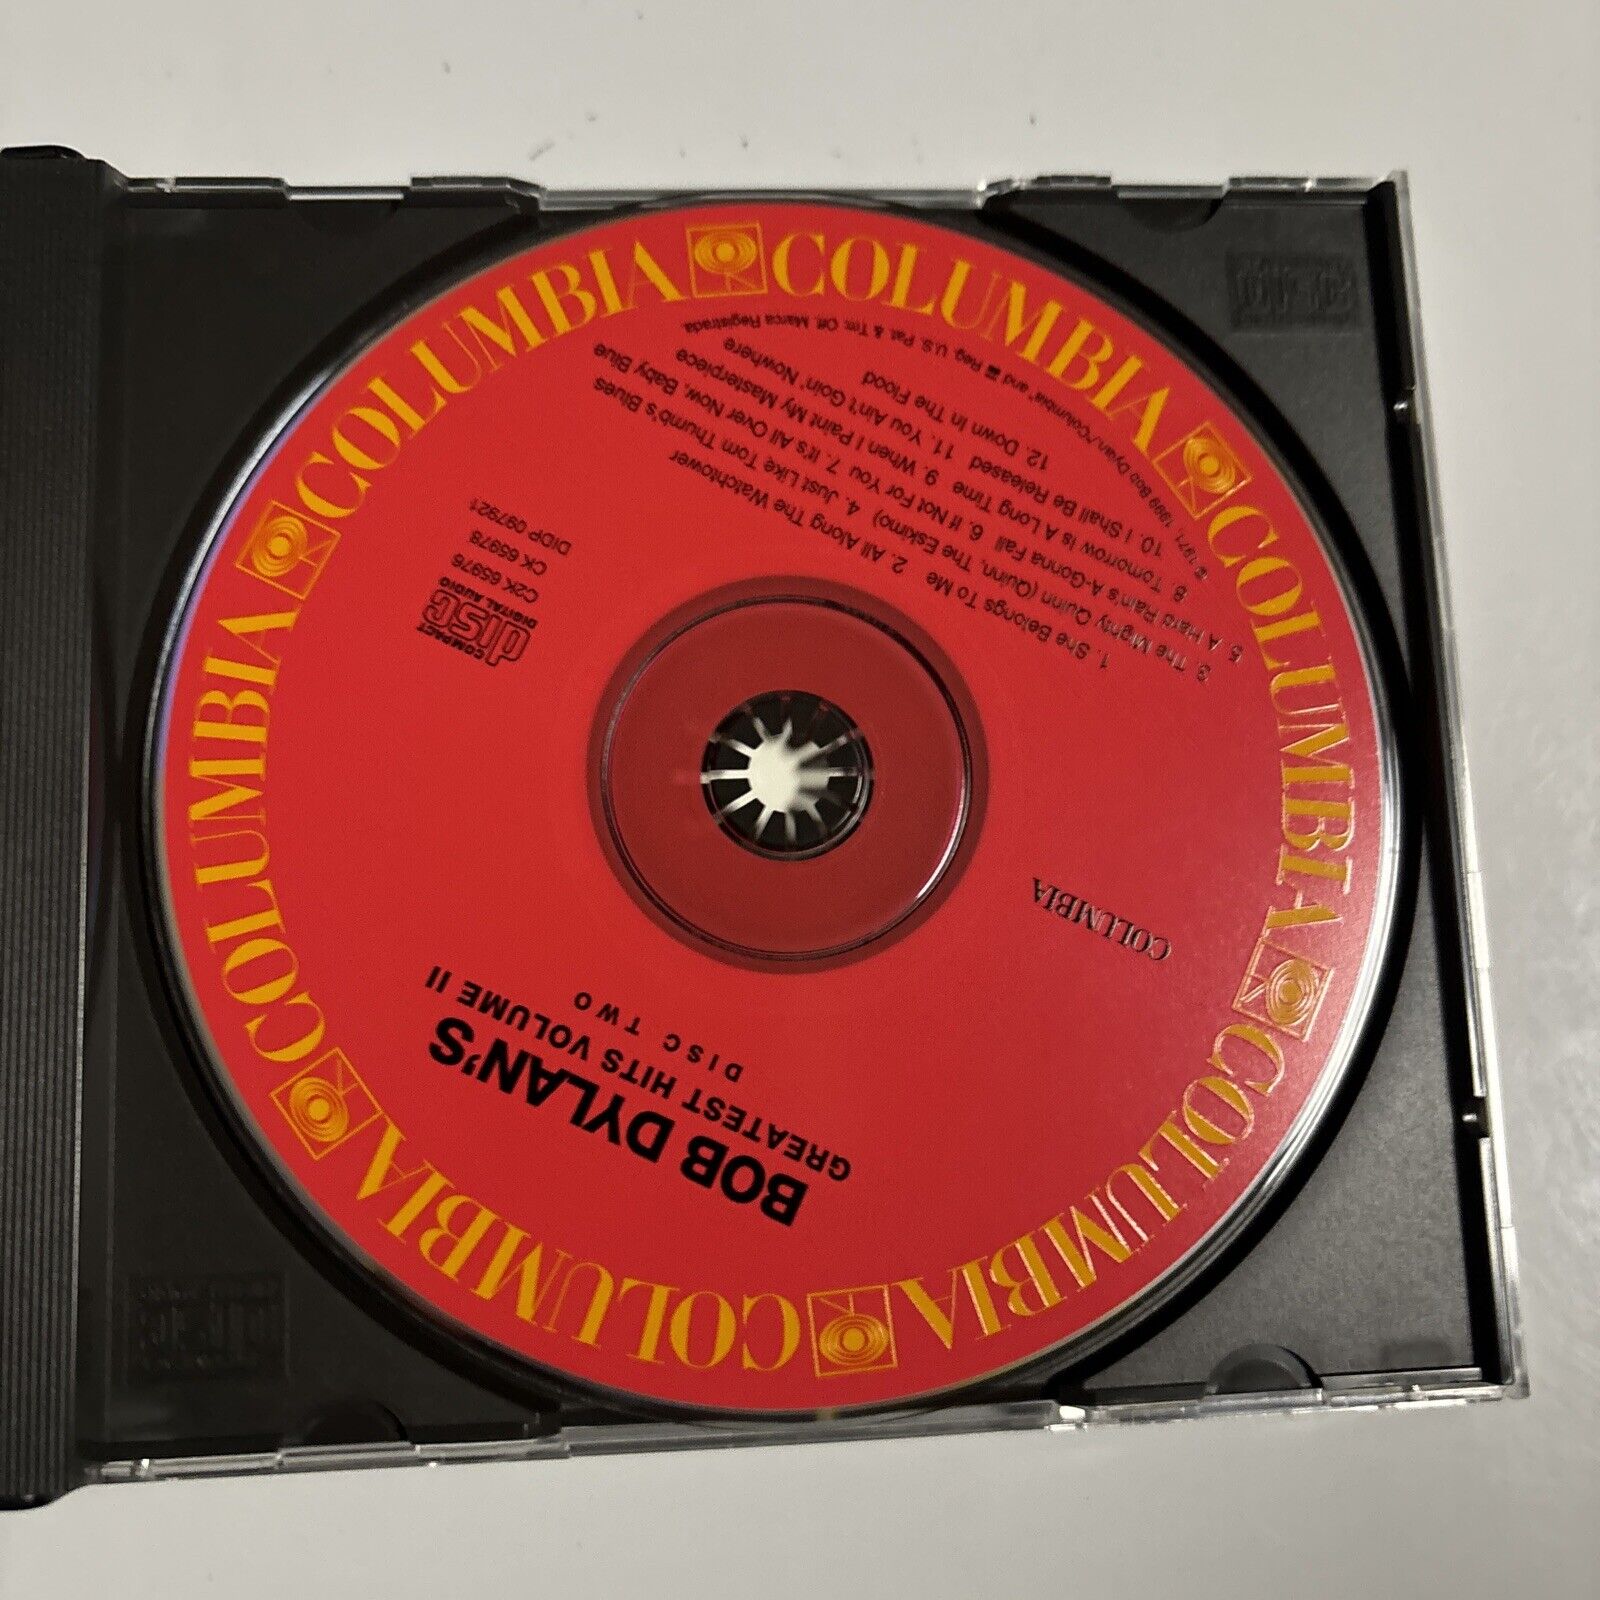 BOB DYLAN'S
GREATEST HITS VOLUME II
DISC TWO
COLUMBIA
COMPACT
disc
DIGITAL AUDIO
C2K 65976
CK 65978
DIDP 097921
1. She Belongs To Me 2. All Along The Watchtower
3. The Mighty Quinn (Quinn, The Eskimo) 4. Just Like Tom Thumb's Blues
5. A Hard Rain's A-Gonna Fall 6. If Not For You 7. It's All Over Now, Baby Blue
8. Tomorrow Is A Long Time 9. When I Paint My Masterpiece
10. I Shall Be Released 11. You Ain't Goin' Nowhere
12. Down In The Flood
℗ 1971, 1999 Bob Dylan./"Columbia" and Reg. U.S. Pat. & Tm. Off. Marca Registrada.
COLUMBIA
COLUMBIA
COLUMBIA
COLUMBIA
COLUMBIA
COLUMBIA
COLUMBIA
COLUMBIA